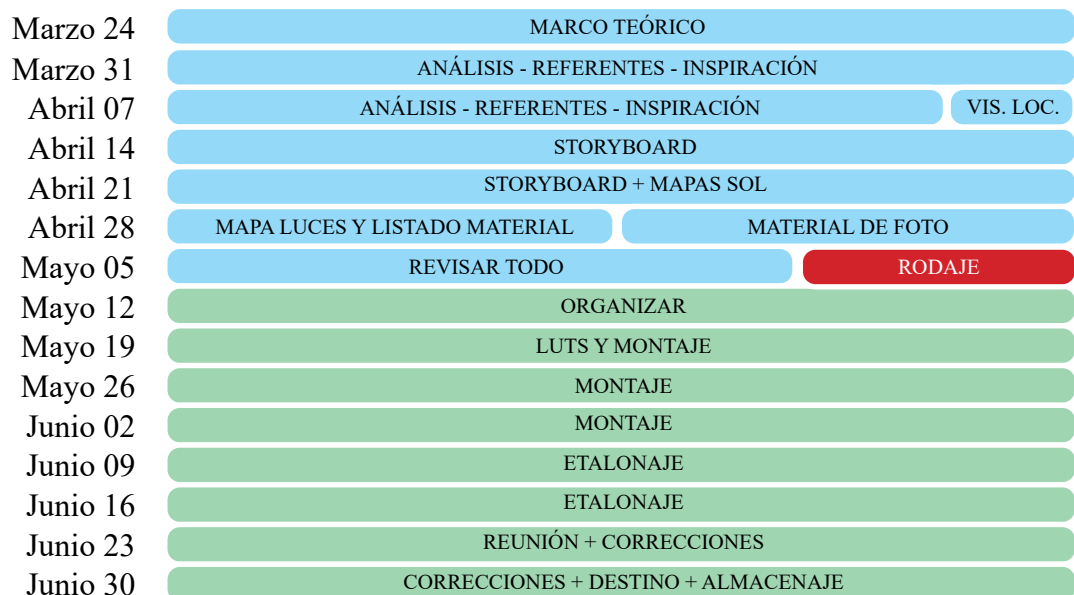 Marzo 24 MARCO TEÓRICO
Marzo 31 ANÁLISIS - REFERENTES - INSPIRACIÓN
Abril 07 ANÁLISIS - REFERENTES - INSPIRACIÓN VIS. LOC.
Abril 14 STORYBOARD
Abril 21 STORYBOARD + MAPAS SOL
Abril 28 MAPA LUCES Y LISTADO MATERIAL MATERIAL DE FOTO
Mayo 05 REVISAR TODO RODAJE
Mayo 12 ORGANIZAR
Mayo 19 LUTS Y MONTAJE
Mayo 26 MONTAJE
Junio 02 MONTAJE
Junio 09 ETALONAJE
Junio 16 ETALONAJE
Junio 23 REUNIÓN + CORRECCIONES
Junio 30 CORRECCIONES + DESTINO + ALMACENAJE